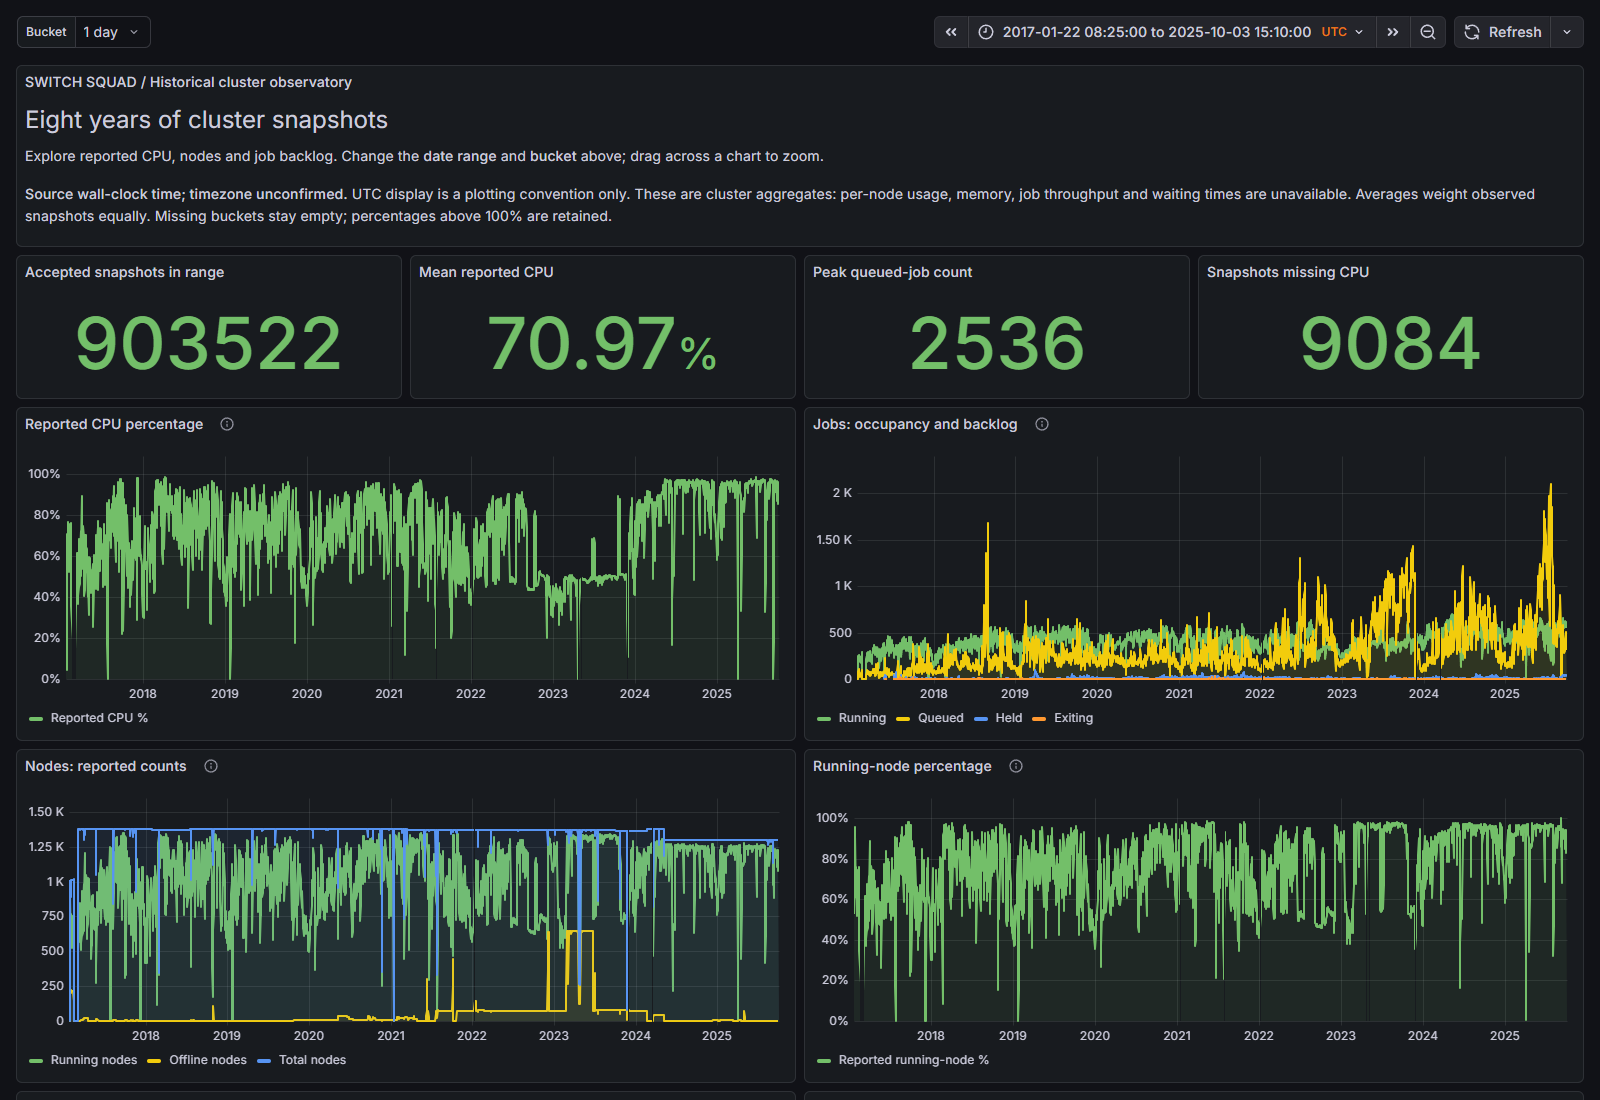 Bucket 1 day
2017-01-22 08:25:00 to 2025-10-03 15:10:00 UTC
Refresh
SWITCH SQUAD / Historical cluster observatory
Eight years of cluster snapshots
Explore reported CPU, nodes and job backlog. Change the date range and bucket above; drag across a chart to zoom.
Source wall-clock time; timezone unconfirmed. UTC display is a plotting convention only. These are cluster aggregates: per-node usage, memory, job throughput and waiting times are unavailable. Averages weight observed
snapshots equally. Missing buckets stay empty; percentages above 100% are retained.
Accepted snapshots in range
903522
Mean reported CPU
70.97%
Peak queued-job count
2536
Snapshots missing CPU
9084
Reported CPU percentage
100%
80%
60%
40%
20%
0%
2018 2019 2020 2021 2022 2023 2024 2025
Reported CPU %
Jobs: occupancy and backlog
2 K
1.50 K
1 K
500
0
2018 2019 2020 2021 2022 2023 2024 2025
Running Queued Held Exiting
Nodes: reported counts
1.50 K
1.25 K
1 K
750
500
250
0
2018 2019 2020 2021 2022 2023 2024 2025
Running nodes Offline nodes Total nodes
Running-node percentage
100%
80%
60%
40%
20%
0%
2018 2019 2020 2021 2022 2023 2024 2025
Reported running-node %